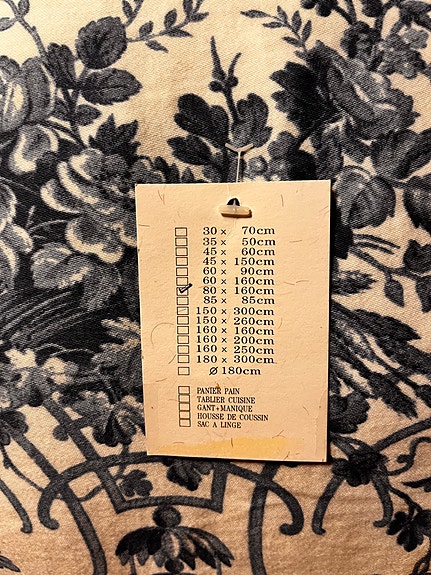 30 x 70cm
35 x 50cm
45 x 60cm
45 x 150cm
60 x 90cm
60 x 160cm
80 x 160cm
85 x 85cm
150 x 300cm
150 x 260cm
160 x 160cm
160 x 200cm
160 x 250cm
180 x 300cm
Ø 180cm
PANIER PAIN
TABLIER CUISINE
GANT+MANIQUE
HOUSSE DE COUSSIN
SAC A LINGE